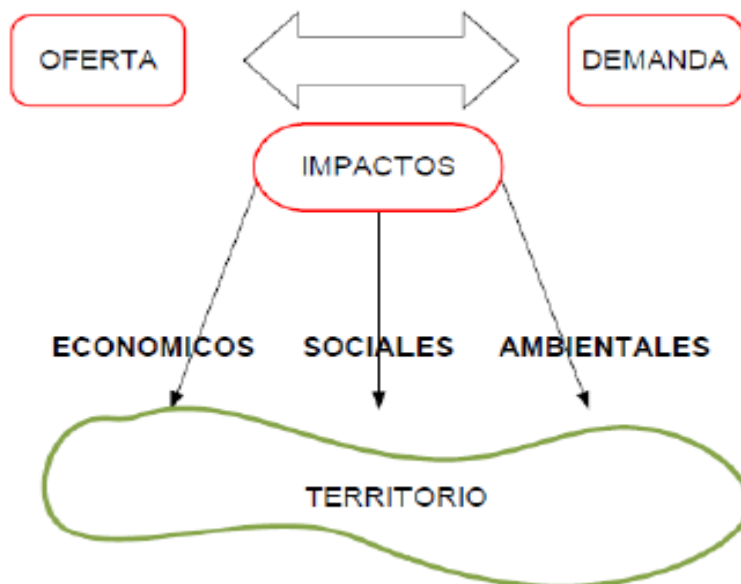 OFERTA
DEMANDA
IMPACTOS
ECONOMICOS
SOCIALES
AMBIENTALES
TERRITORIO